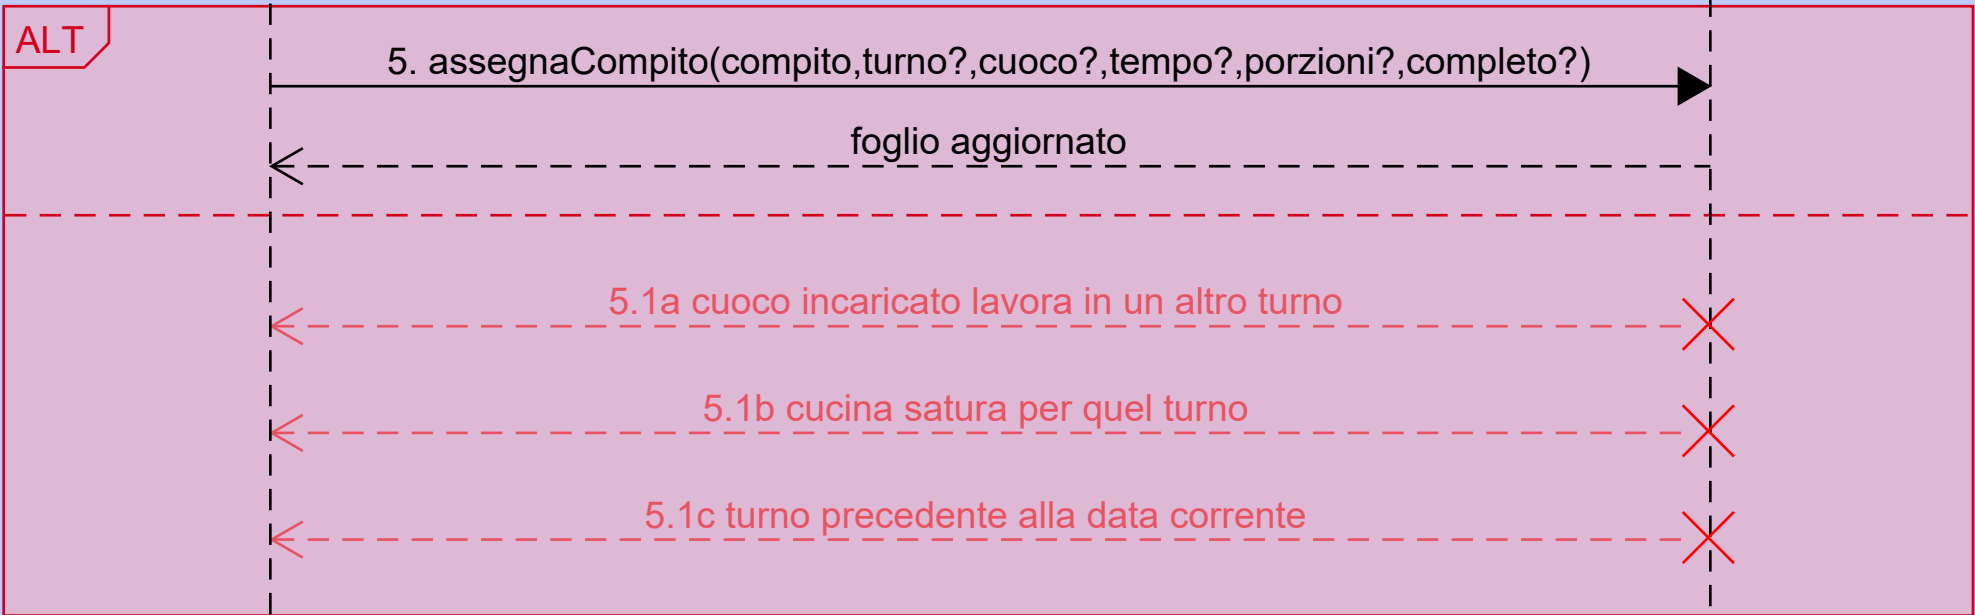 ALT
5. assegnaCompito(compito,turno?,cuoco?,tempo?,porzioni?,completo?)
foglio aggiornato
5.1a cuoco incaricato lavora in un altro turno
5.1b cucina satura per quel turno
5.1c turno precedente alla data corrente